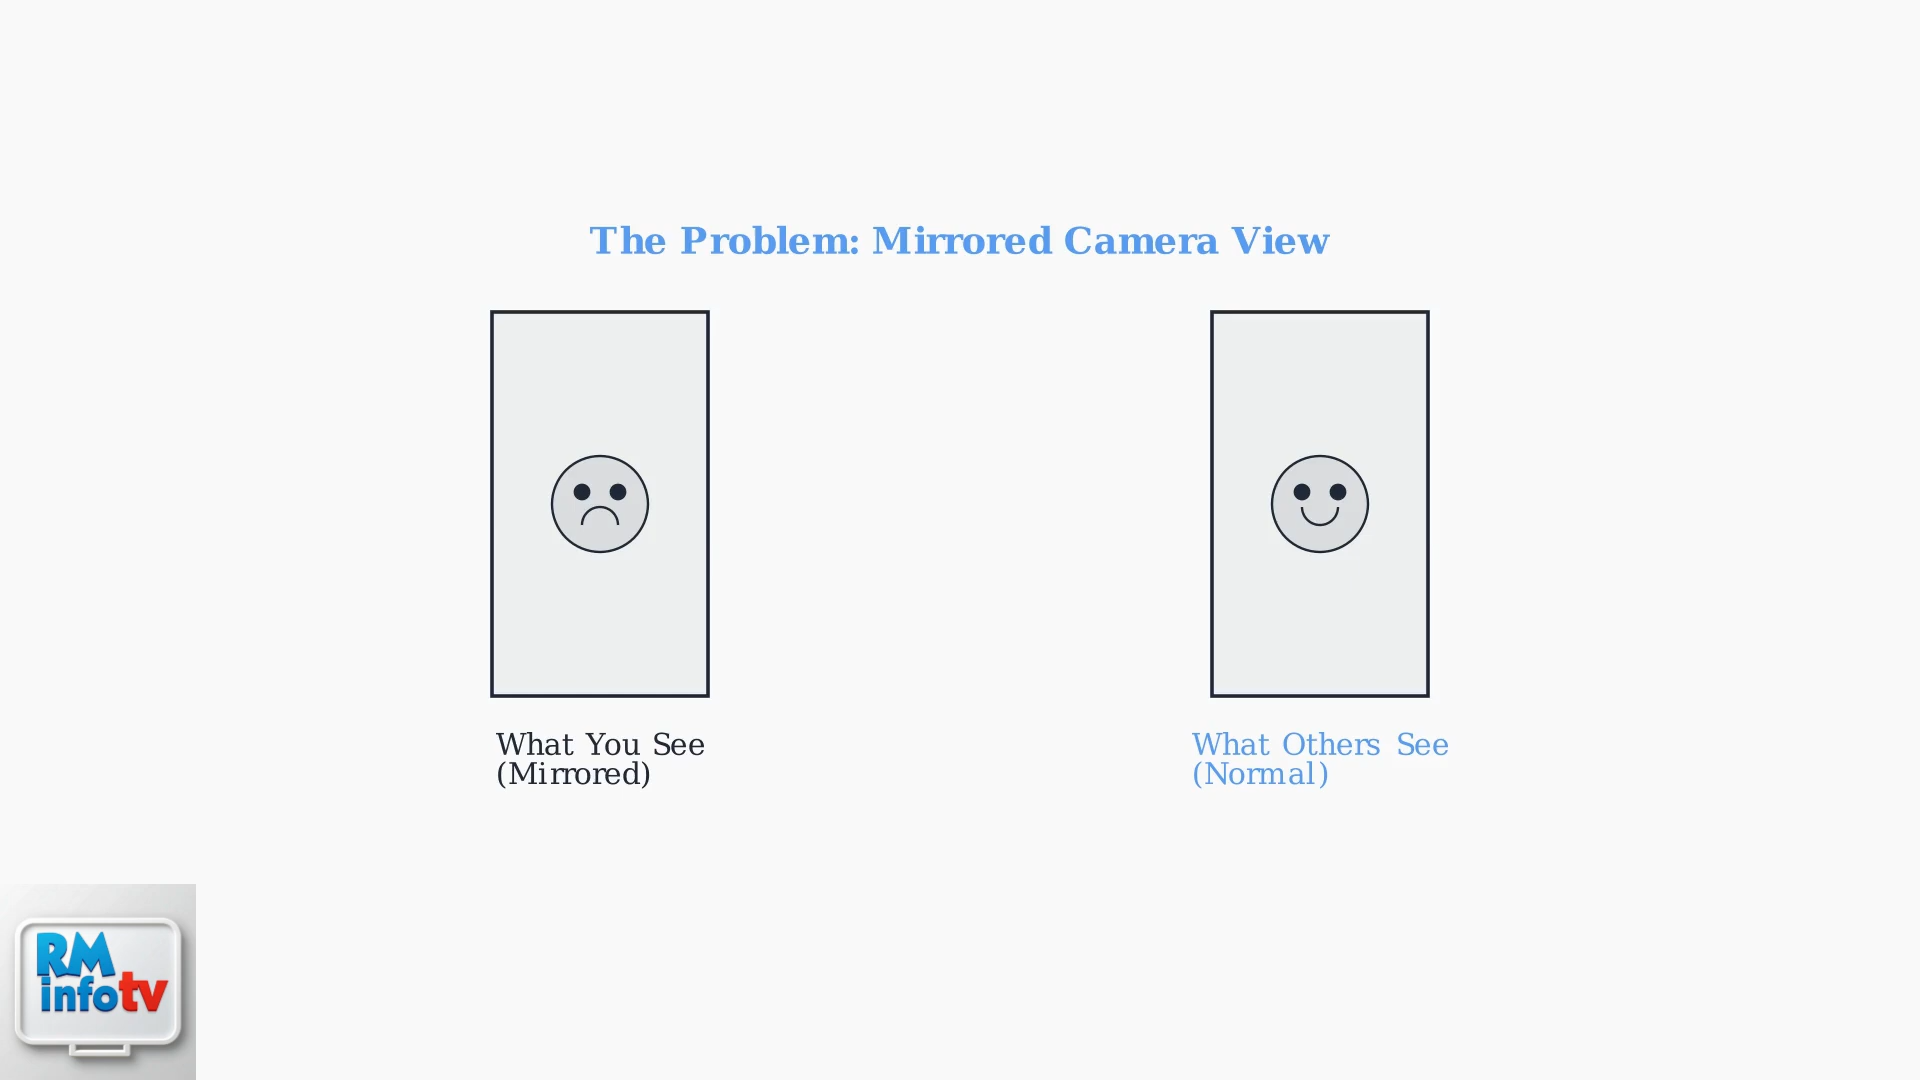 The Problem: Mirrored Camera View
What You See
(Mirrored)
What Others See
(Normal)
RM
infotv